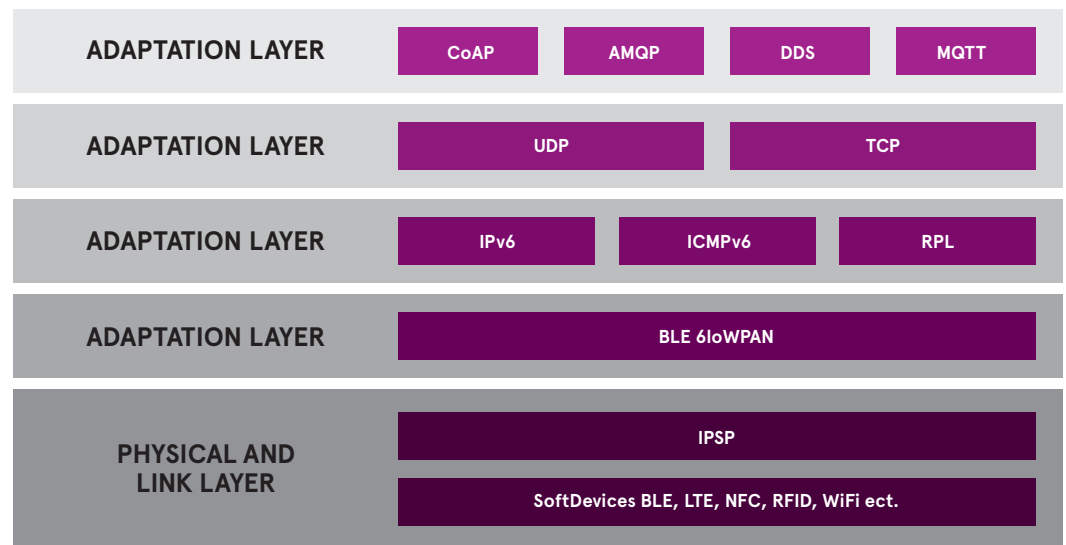 ADAPTATION LAYER
CoAP
AMQP
DDS
MQTT
ADAPTATION LAYER
UDP
TCP
ADAPTATION LAYER
IPv6
ICMPv6
RPL
ADAPTATION LAYER
BLE 6loWPAN
PHYSICAL AND
LINK LAYER
IPSP
SoftDevices BLE, LTE, NFC, RFID, WiFi ect.